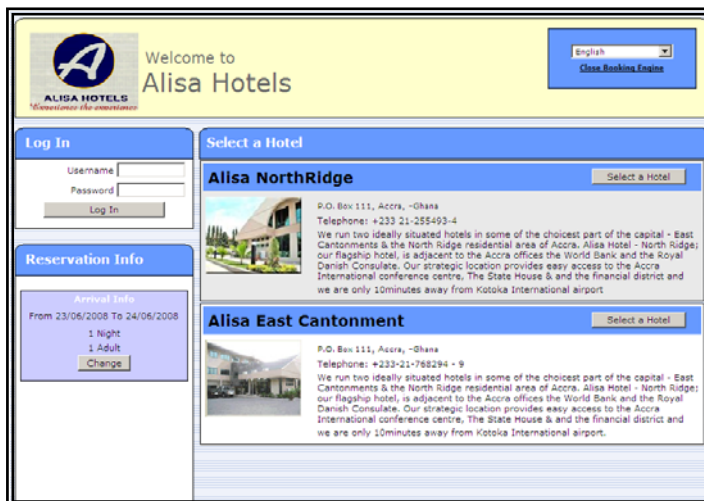 Welcome to
Alisa Hotels
ALISA HOTELS
"Experience the experience
English
Close Booking Engine
Log In
Username
Password
Log In
Reservation Info
Arrival Info
From 23/06/2008 To 24/06/2008
1 Night
1 Adult
Change
Select a Hotel
Alisa NorthRidge
Select a Hotel
P.O. Box 111, Accra, -Ghana
Telephone: +233 21-255493-4
We run two ideally situated hotels in some of the choicest part of the capital - East
Cantonments & the North Ridge residential area of Accra. Alisa Hotel - North Ridge;
our flagship hotel, is adjacent to the Accra offices the World Bank and the Royal
Danish Consulate. Our strategic location provides easy access to the Accra
International conference centre, The State House & and the financial district and
we are only 10minutes away from Kotoka International airport
Alisa East Cantonment
Select a Hotel
P.O. Box 111, Accra, -Ghana
Telephone: +233-21-768294 - 9
We run two ideally situated hotels in some of the choicest part of the capital - East
Cantonments & the North Ridge residential area of Accra. Alisa Hotel - North Ridge;
our flagship hotel, is adjacent to the Accra offices the World Bank and the Royal
Danish Consulate. Our strategic location provides easy access to the Accra
International conference centre, The State House & and the financial district and
we are only 10minutes away from Kotoka International airport.